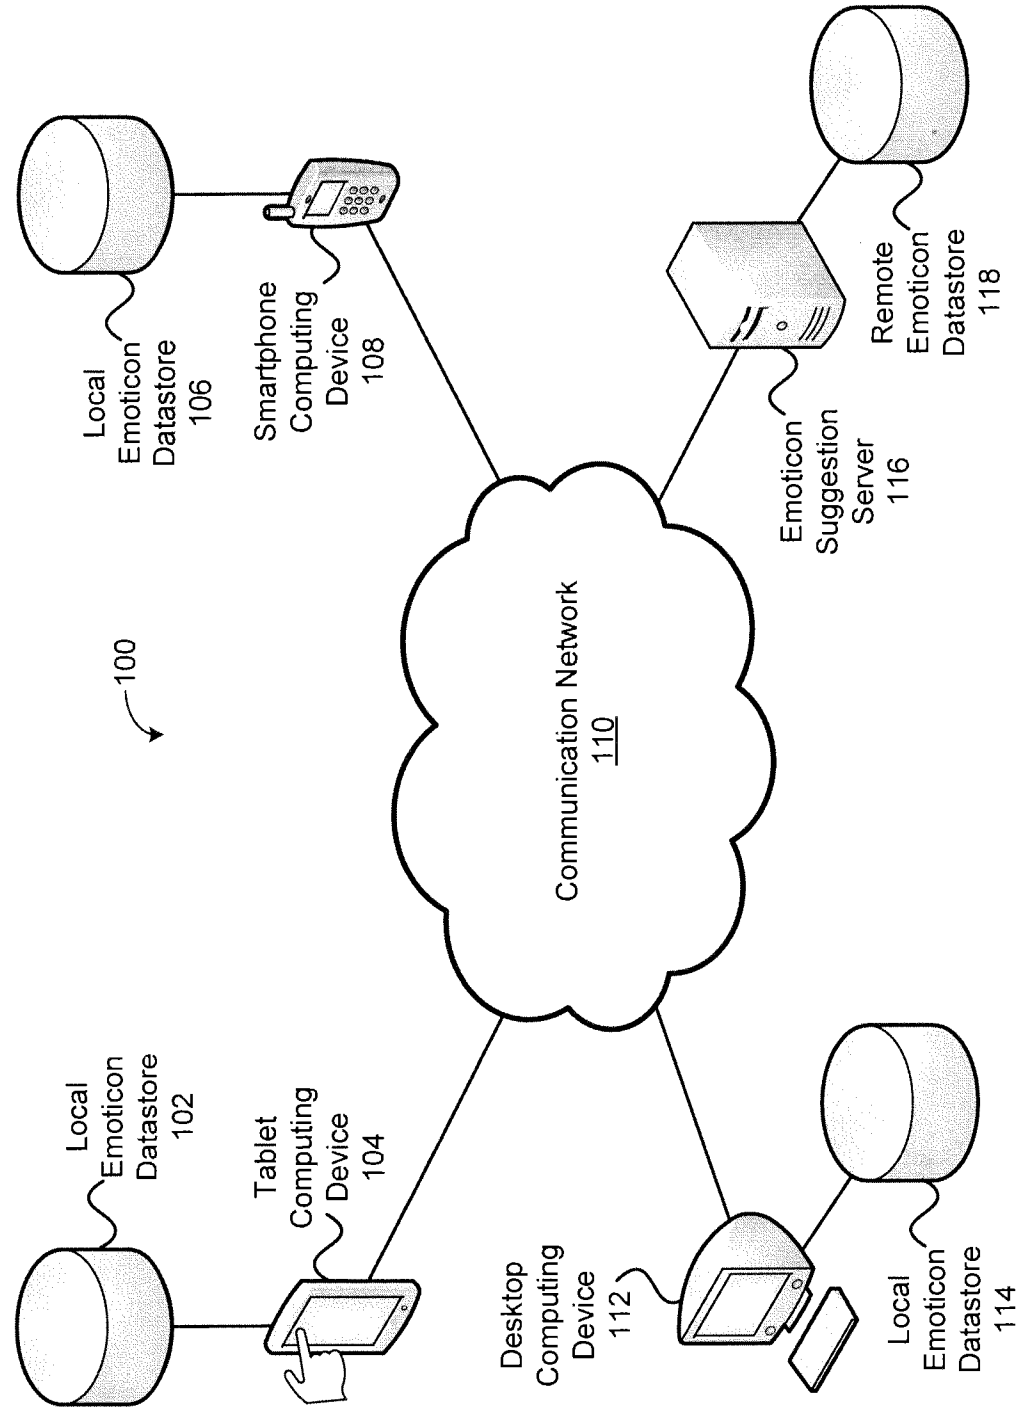 100
Local
Emoticon
Datastore
102
Tablet
Computing
Device
104
Local
Emoticon
Datastore
106
Smartphone
Computing
Device
108
Communication Network
110
Desktop
Computing
Device
112
Local
Emoticon
Datastore
114
Emoticon
Suggestion
Server
116
Remote
Emoticon
Datastore
118